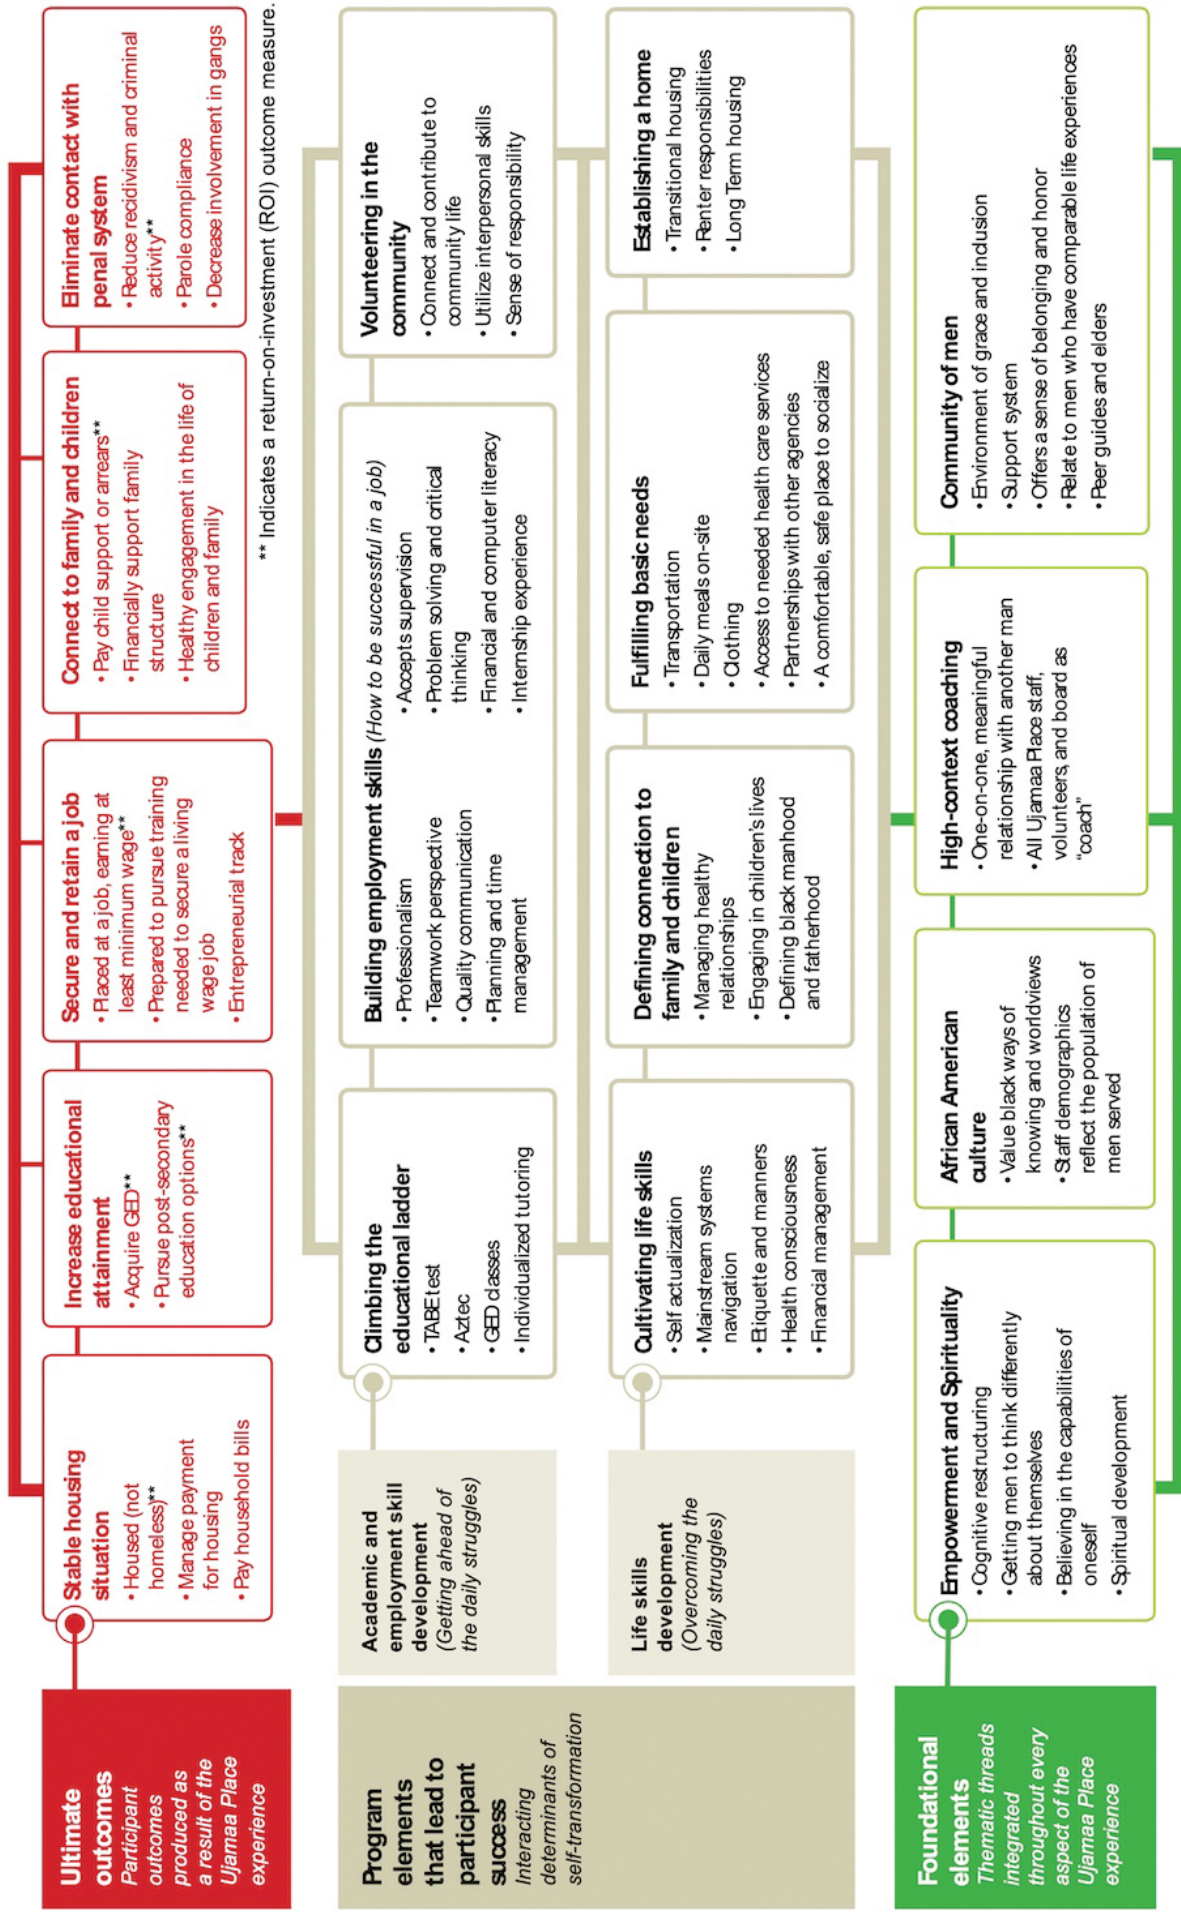 Ultimate
outcomes
Participant
outcomes
produced as
a result of the
Ujamaa Place
experience
Stable housing
situation
• Housed (not
homeless)**
• Manage payment
for housing
• Pay household bills
Increase educational
attainment
• Acquire GED**
• Pursue post-secondary
education options**
Secure and retain a job
• Placed at a job, earning at
least minimum wage**
• Prepared to pursue training
needed to secure a living
wage job
• Entrepreneurial track
Connect to family and children
• Pay child support or arrears**
• Financially support family
structure
• Healthy engagement in the life of
children and family
Eliminate contact with
penal system
• Reduce recidivism and criminal
activity**
• Parole compliance
• Decrease involvement in gangs
** Indicates a return-on-investment (ROI) outcome measure.
Program
elements
that lead to
participant
success
Interacting
determinants of
self-transformation
Academic and
employment skill
development
(Getting ahead of
the daily struggles)
Climbing the
educational ladder
• TABE test
• Aztec
• GED classes
• Individualized tutoring
Building employment skills (How to be successful in a job)
• Professionalism
• Teamwork perspective
• Quality communication
• Planning and time
management
• Accepts supervision
• Problem solving and critical
thinking
• Financial and computer literacy
• Internship experience
Volunteering in the
community
• Connect and contribute to
community life
• Utilize interpersonal skills
• Sense of responsibility
Life skills
development
(Overcoming the
daily struggles)
Cultivating life skills
• Self actualization
• Mainstream systems
navigation
• Etiquette and manners
• Health consciousness
• Financial management
Defining connection to
family and children
• Managing healthy
relationships
• Engaging in children's lives
• Defining black manhood
and fatherhood
Fulfilling basic needs
• Transportation
• Daily meals on-site
• Clothing
• Access to needed health care services
• Partnerships with other agencies
• A comfortable, safe place to socialize
Establishing a home
• Transitional housing
• Renter responsibilities
• Long Term housing
Foundational
elements
Thematic threads
integrated
throughout every
aspect of the
Ujamaa Place
experience
Empowerment and Spirituality
• Cognitive restructuring
• Getting men to think differently
about themselves
• Believing in the capabilities of
oneself
• Spiritual development
African American
culture
• Value black ways of
knowing and worldviews
• Staff demographics
reflect the population of
men served
High-context coaching
• One-on-one, meaningful
relationship with another man
• All Ujamaa Place staff,
volunteers, and board as
“coach”
Community of men
• Environment of grace and inclusion
• Support system
• Offers a sense of belonging and honor
• Relate to men who have comparable life experiences
• Peer guides and elders